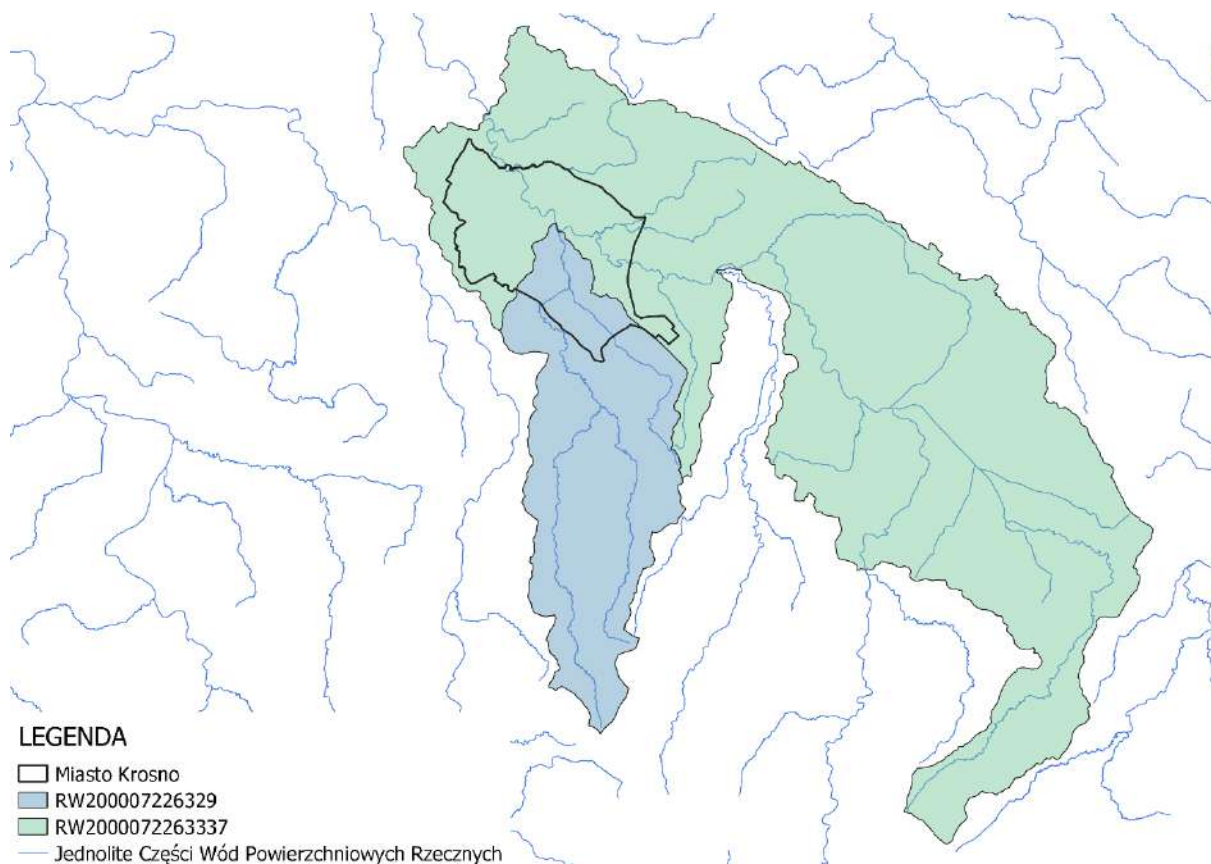 LEGENDA
Miasto Krosno
RW200007226329
RW2000072263337
Jednolite Części Wód Powierzchniowych Rzecznych